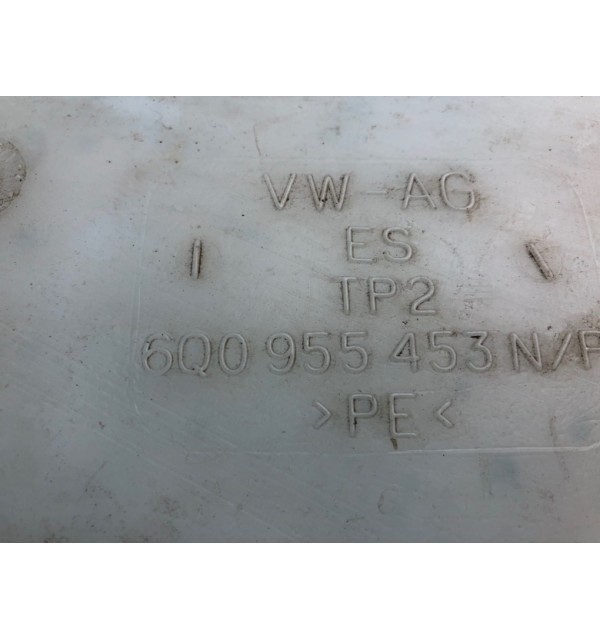 VW-AG
ES
TP2
6Q0 955 453 N/P
>PE<